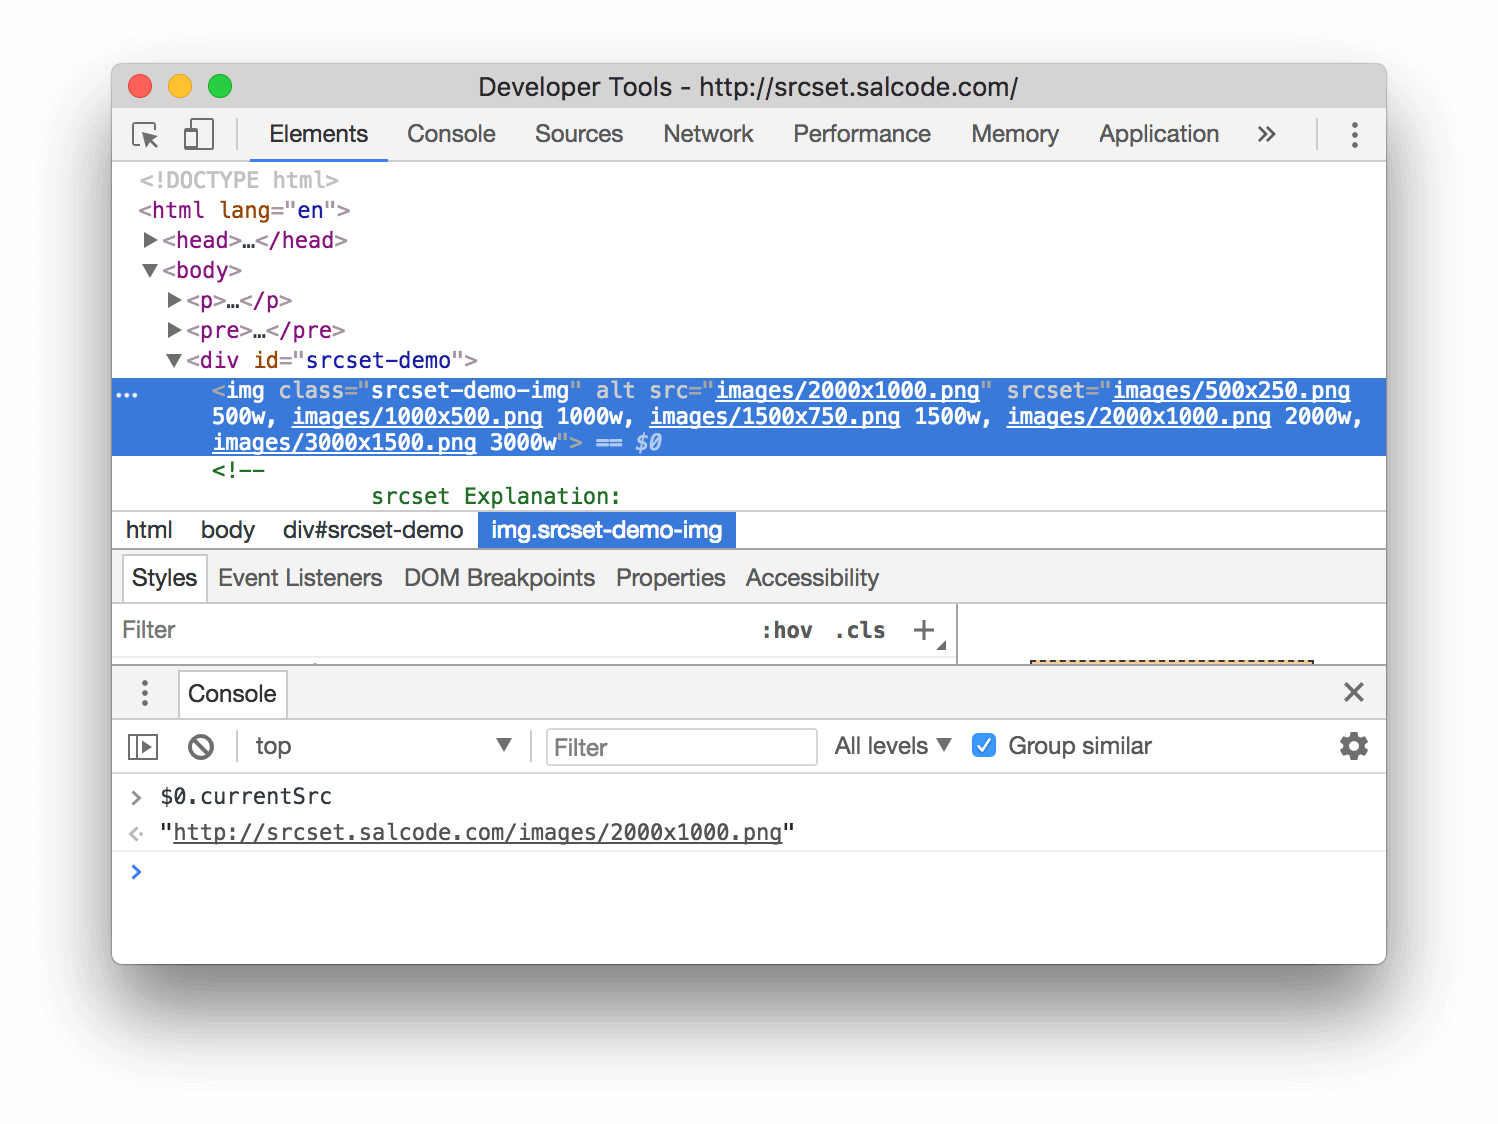 Developer Tools - http://srcset.salcode.com/
Elements Console Sources Network Performance Memory Application »
<!DOCTYPE html>
<html lang="en">
▶<head>…</head>
▼<body>
▶<p>…</p>
▶<pre>…</pre>
▼<div id="srcset-demo">
… <img class="srcset-demo-img" alt src="images/2000x1000.png" srcset="images/500x250.png
500w, images/1000x500.png 1000w, images/1500x750.png 1500w, images/2000x1000.png 2000w,
images/3000x1500.png 3000w"> == $0
<!--
srcset Explanation:
html body div#srcset-demo img.srcset-demo-img
Styles Event Listeners DOM Breakpoints Properties Accessibility
Filter :hov .cls +
Console
top ▼ Filter All levels ▼ Group similar
> $0.currentSrc
"http://srcset.salcode.com/images/2000x1000.png"
>